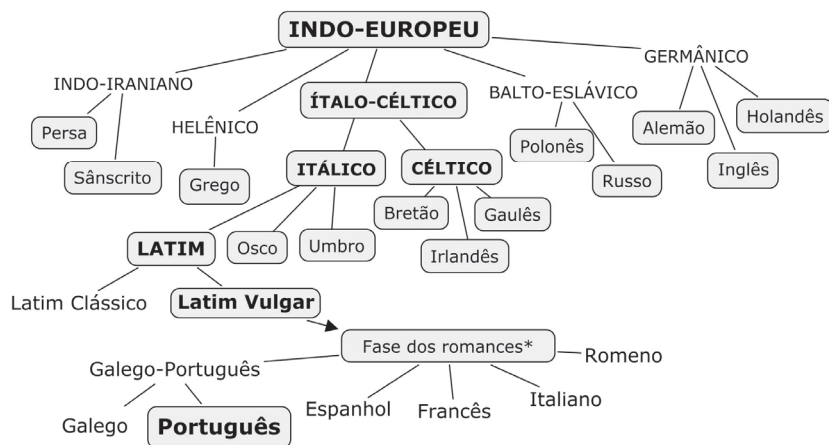 INDO-EUROPEU
GERMÂNICO
INDO-IRANIANO
ÍTALO-CÉLTICO
BALTO-ESLÁVICO
Holandês
Persa
HELÊNICO
Alemão
Polonês
Sânscrito
Grego
ITÁLICO
CÉLTICO
Russo
Inglês
Bretão
Gaulês
LATIM
Osco
Umbro
Irlandês
Latim Clássico
Latim Vulgar
Fase dos romances*
Romeno
Galego-Português
Espanhol
Francês
Italiano
Galego
Português